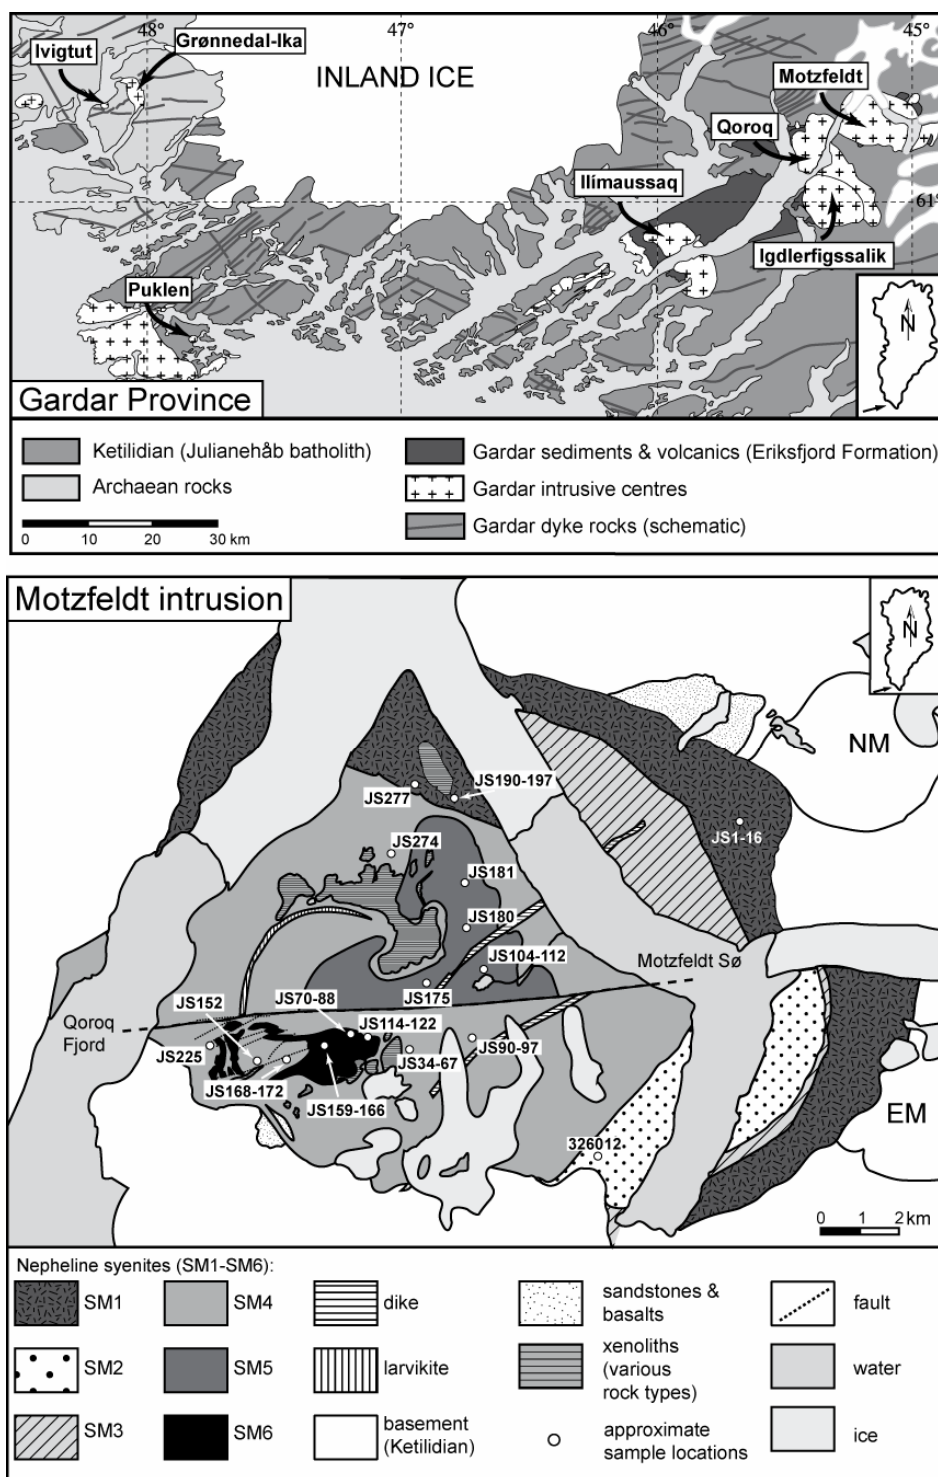 48°
47°
46°
45°
Ivigtut
Grønnedal-Ika
INLAND ICE
Motzfeldt
Qoroq
Ilímaussaq
61°
Igdlerfigssalik
Puklen
N
Gardar Province
Ketilidian (Julianehåb batholith)
Archaean rocks
0 10 20 30 km
Gardar sediments & volcanics (Eriksfjord Formation)
Gardar intrusive centres
Gardar dyke rocks (schematic)
Motzfeldt intrusion
N
NM
JS190-197
JS277
JS1-16
JS274
JS181
JS180
JS104-112
Motzfeldt Sø
JS175
JS70-88
JS152
JS114-122
Qoroq
Fjord
JS225
JS34-67
JS90-97
JS168-172
JS159-166
EM
326012
0 1 2 km
Nepheline syenites (SM1-SM6):
SM1
SM4
dike
sandstones &
basalts
fault
SM2
SM5
larvikite
xenoliths
(various
rock types)
water
SM3
SM6
basement
(Ketilidian)
approximate
sample locations
ice